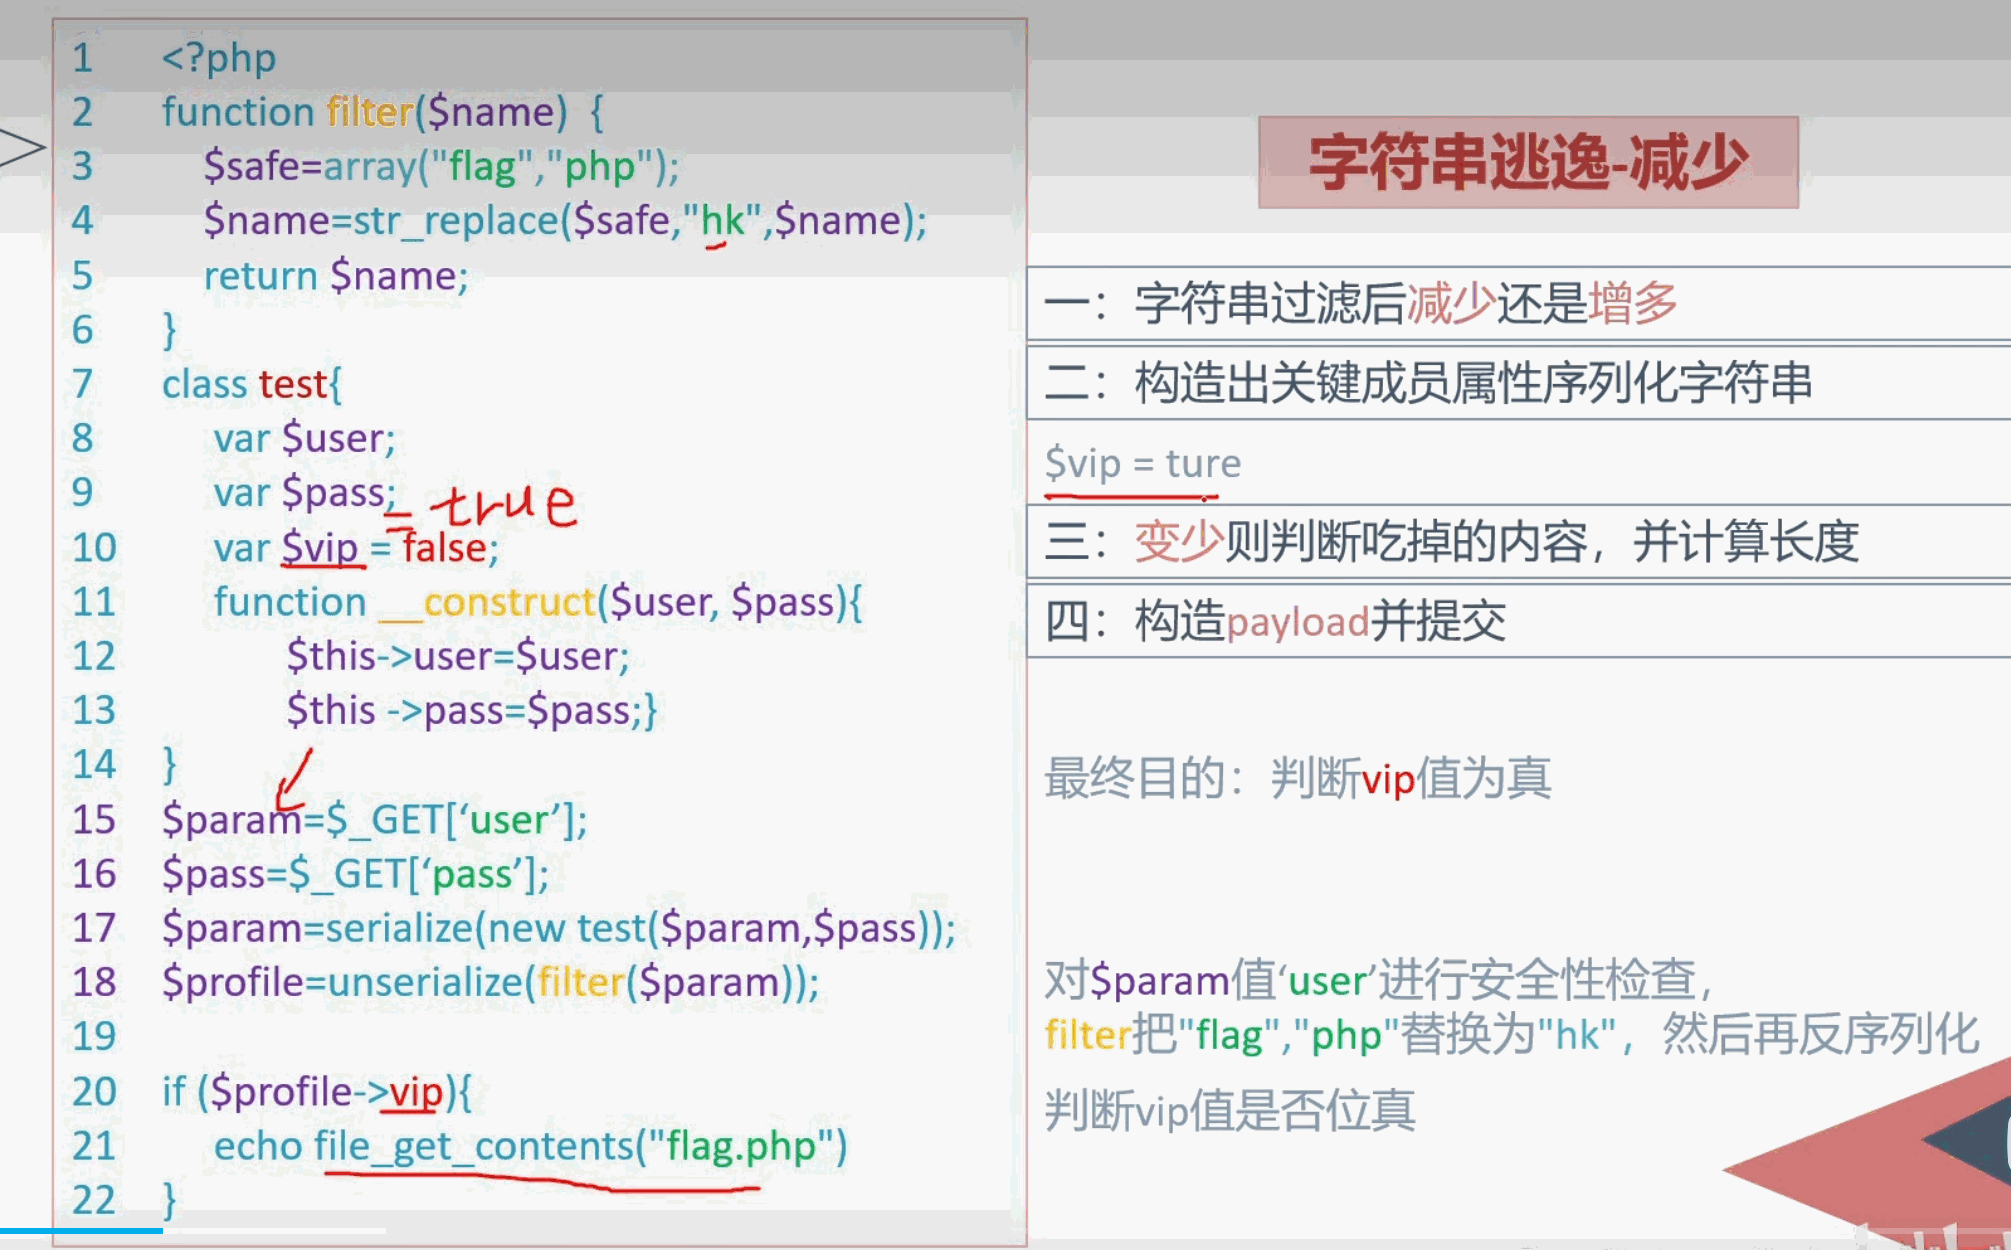 1 <?php
2 function filter($name) {
3 $safe=array("flag","php");
4 $name=str_replace($safe,"hk",$name);
5 return $name;
6 }
7 class test{
8 var $user;
9 var $pass;
= true
10 var $vip = false;
11 function __construct($user, $pass){
12 $this->user=$user;
13 $this ->pass=$pass;}
14 }
15 $param=$_GET[‘user’];
16 $pass=$_GET[‘pass’];
17 $param=serialize(new test($param,$pass));
18 $profile=unserialize(filter($param));
19
20 if ($profile->vip){
21 echo file_get_contents("flag.php")
22 }
字符串逃逸-减少
一：字符串过滤后减少还是增多
二：构造出关键成员属性序列化字符串
$vip = ture
三：变少则判断吃掉的内容，并计算长度
四：构造payload并提交
最终目的：判断vip值为真
对$param值‘user’进行安全性检查，
filter把"flag","php"替换为"hk"，然后再反序列化
判断vip值是否位真